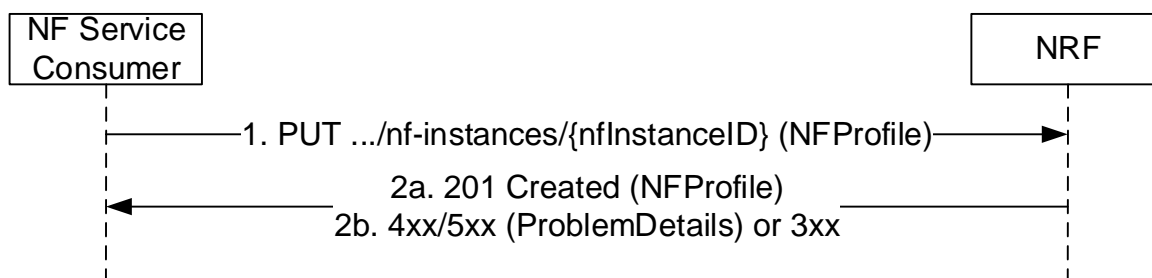 NF Service
Consumer
NRF
1. PUT .../nf-instances/{nfInstanceID} (NFProfile)
2a. 201 Created (NFProfile)
2b. 4xx/5xx (ProblemDetails) or 3xx